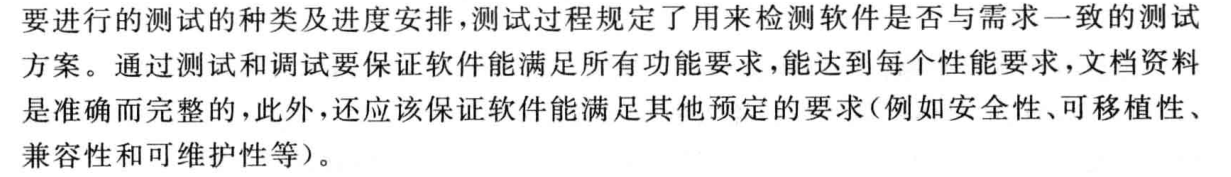 要进行的测试的种类及进度安排,测试过程规定了用来检测软件是否与需求一致的测试
方案。通过测试和调试要保证软件能满足所有功能要求,能达到每个性能要求,文档资料
是准确而完整的,此外,还应该保证软件能满足其他预定的要求(例如安全性、可移植性、
兼容性和可维护性等)。